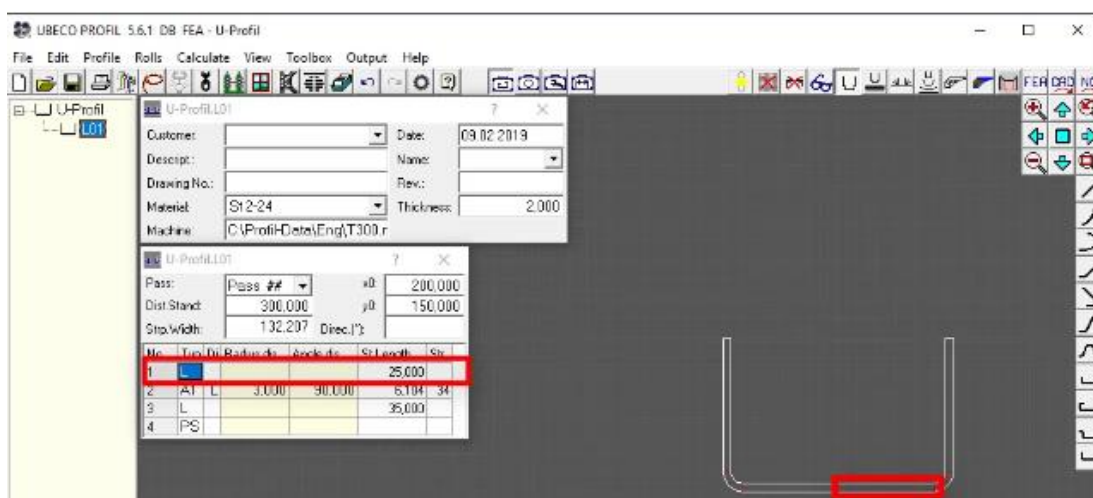 UBECO PROFIL 5.6.1 DB FEA - U-Profil
File Edit Profile Rolls Calculate View Toolbox Output Help
FEA CAD NC
U-Profil
L01
U-Profil.L01 ?
Customer: Date: 09.02.2019
Descript.: Name:
Drawing No.: Rev.:
Material: St 2-24 Thickness: 2,000
Machine: C:\Profil-Data\Eng\T300.r
U-Profil.L01 ?
Pass: Pass ## x0: 200,000
Dist.Stand: 300,000 y0: 150,000
Strp.Width: 132,207 Direc.(°):
No Typ Di Radius Angle St.Length Str
1 L 25,000
2 A1 L 3,000 90,000 6,104 34
3 L 35,000
4 PS